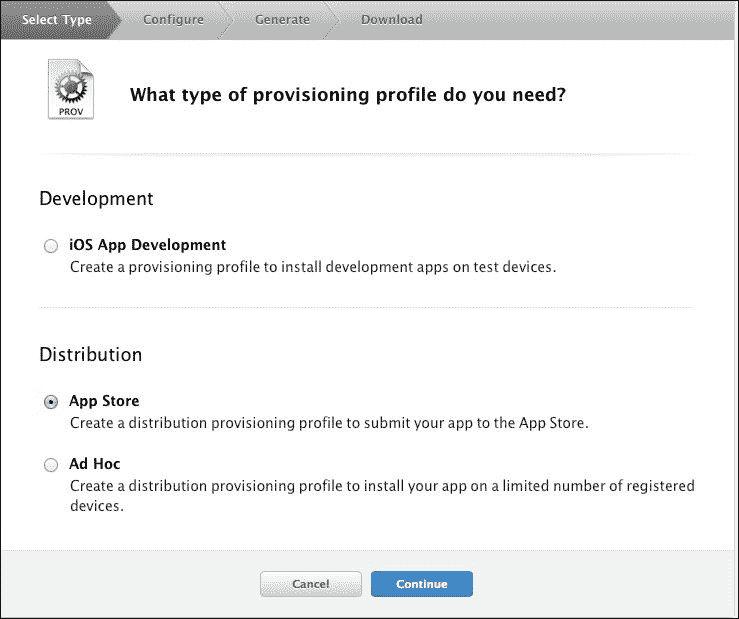 Select Type
Configure
Generate
Download
PROV
What type of provisioning profile do you need?
Development
iOS App Development
Create a provisioning profile to install development apps on test devices.
Distribution
App Store
Create a distribution provisioning profile to submit your app to the App Store.
Ad Hoc
Create a distribution provisioning profile to install your app on a limited number of registered
devices.
Cancel
Continue